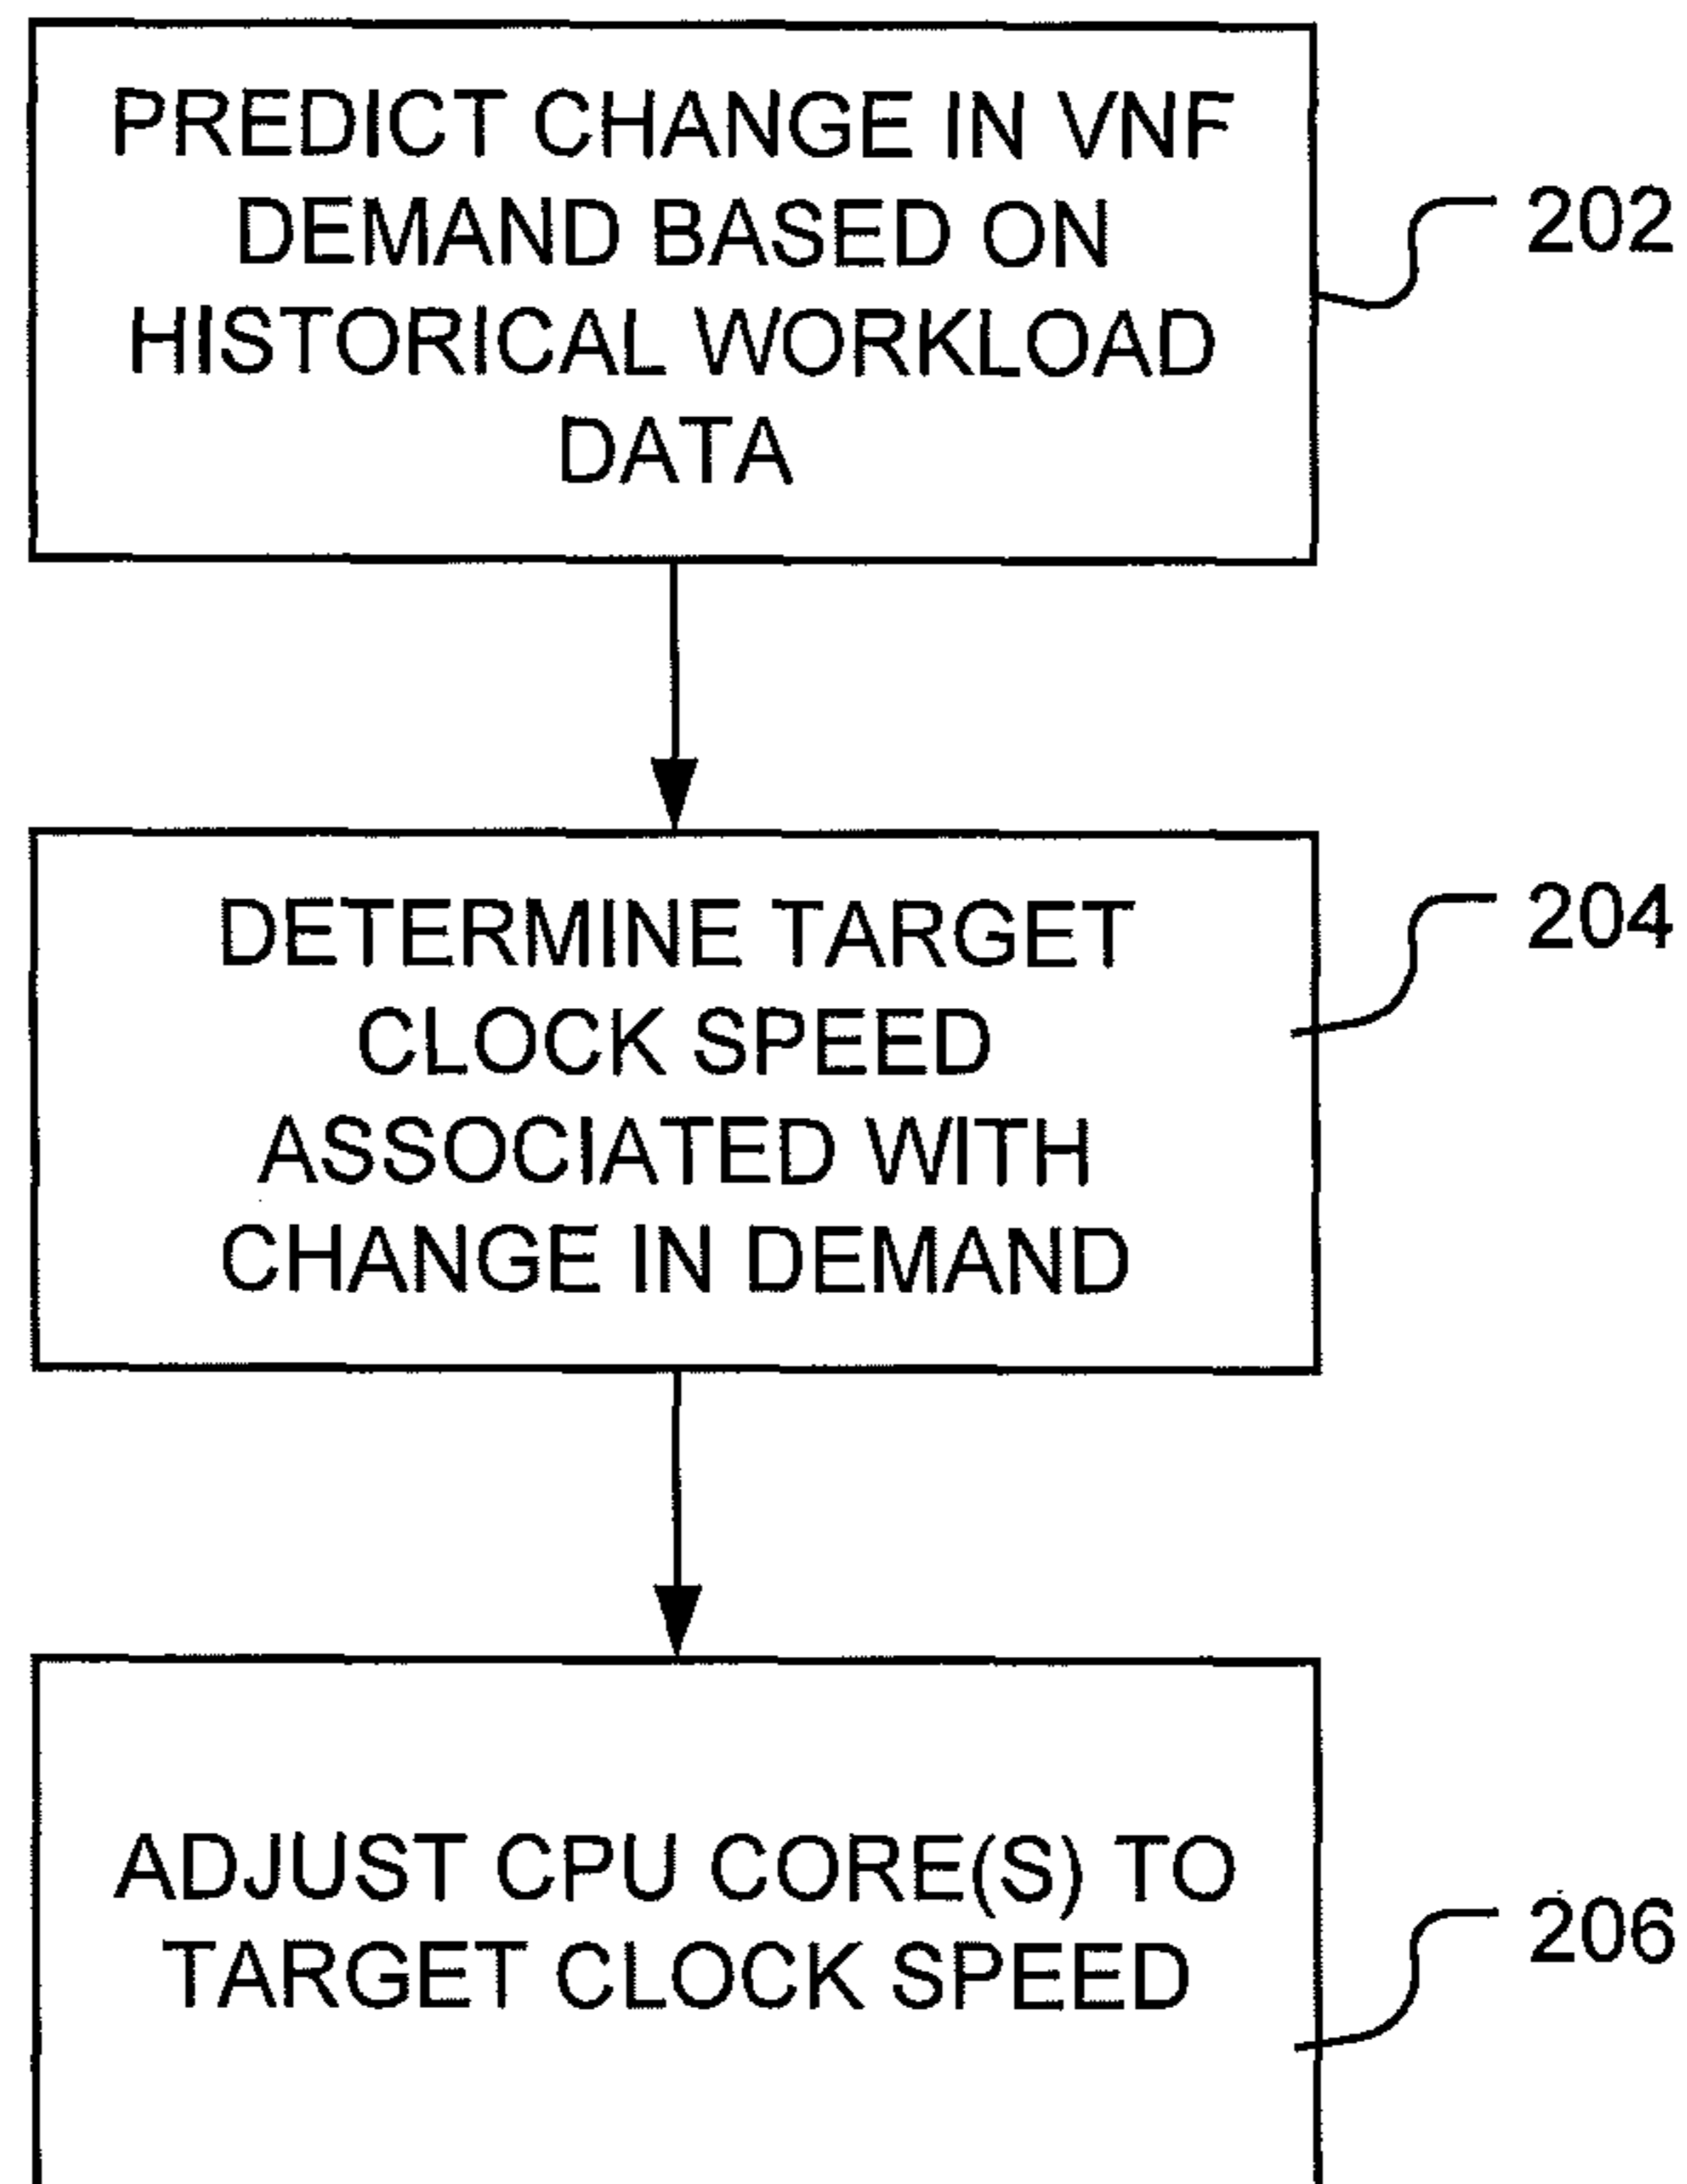 PREDICT CHANGE IN VNF
DEMAND BASED ON
HISTORICAL WORKLOAD
DATA
202
DETERMINE TARGET
CLOCK SPEED
ASSOCIATED WITH
CHANGE IN DEMAND
204
ADJUST CPU CORE(S) TO
TARGET CLOCK SPEED
206